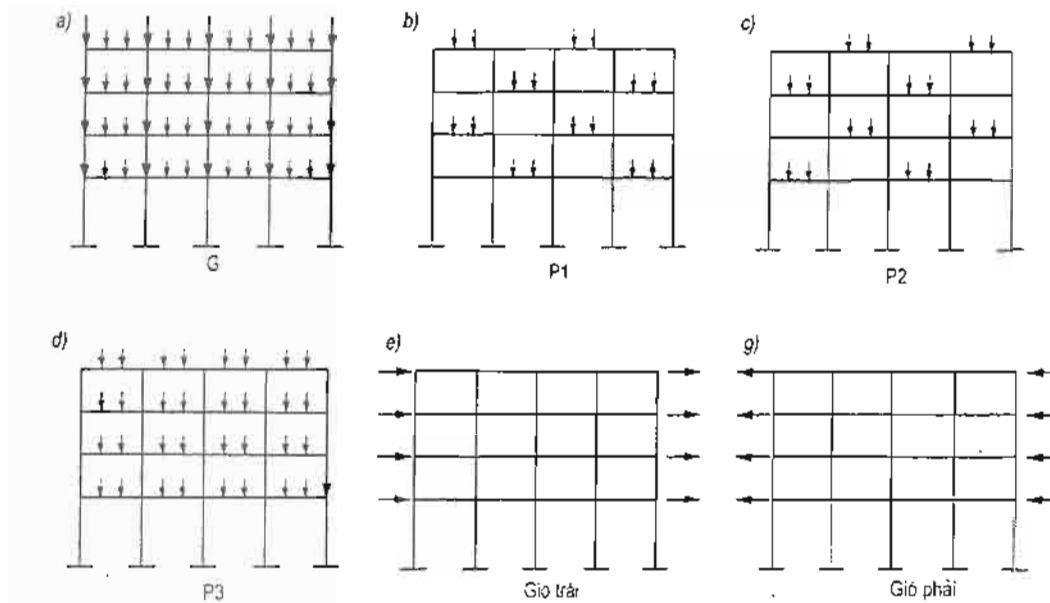 a)
b)
c)
G
P1
P2
d)
e)
g)
P3
Gió trái
Gió phải